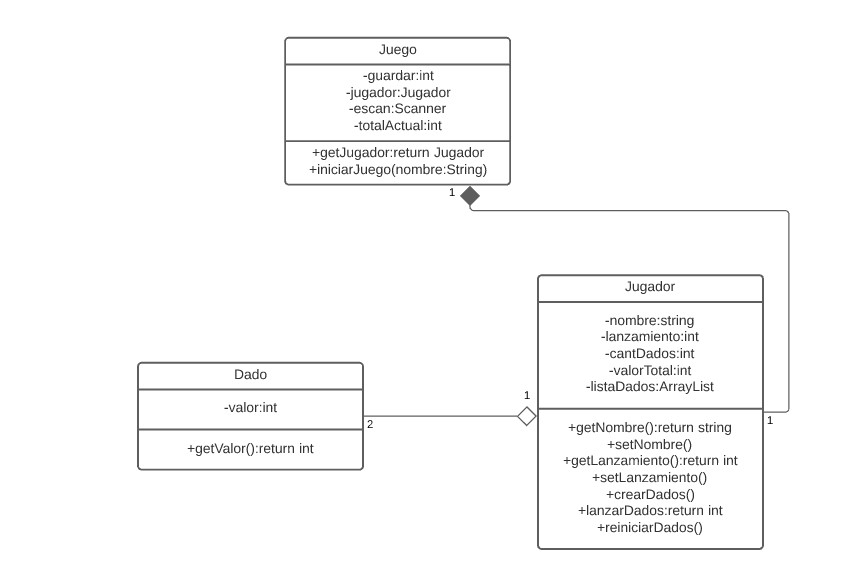 Juego
-guardar:int
-jugador:Jugador
-escan:Scanner
-totalActual:int
+getJugador:return Jugador
+iniciarJuego(nombre:String)
1
Jugador
-nombre:string
-lanzamiento:int
-cantDados:int
-valorTotal:int
-listaDados:ArrayList
+getNombre():return string
+setNombre()
+getLanzamiento():return int
+setLanzamiento()
+crearDados()
+lanzarDados:return int
+reiniciarDados()
1
1
Dado
-valor:int
+getValor():return int
2